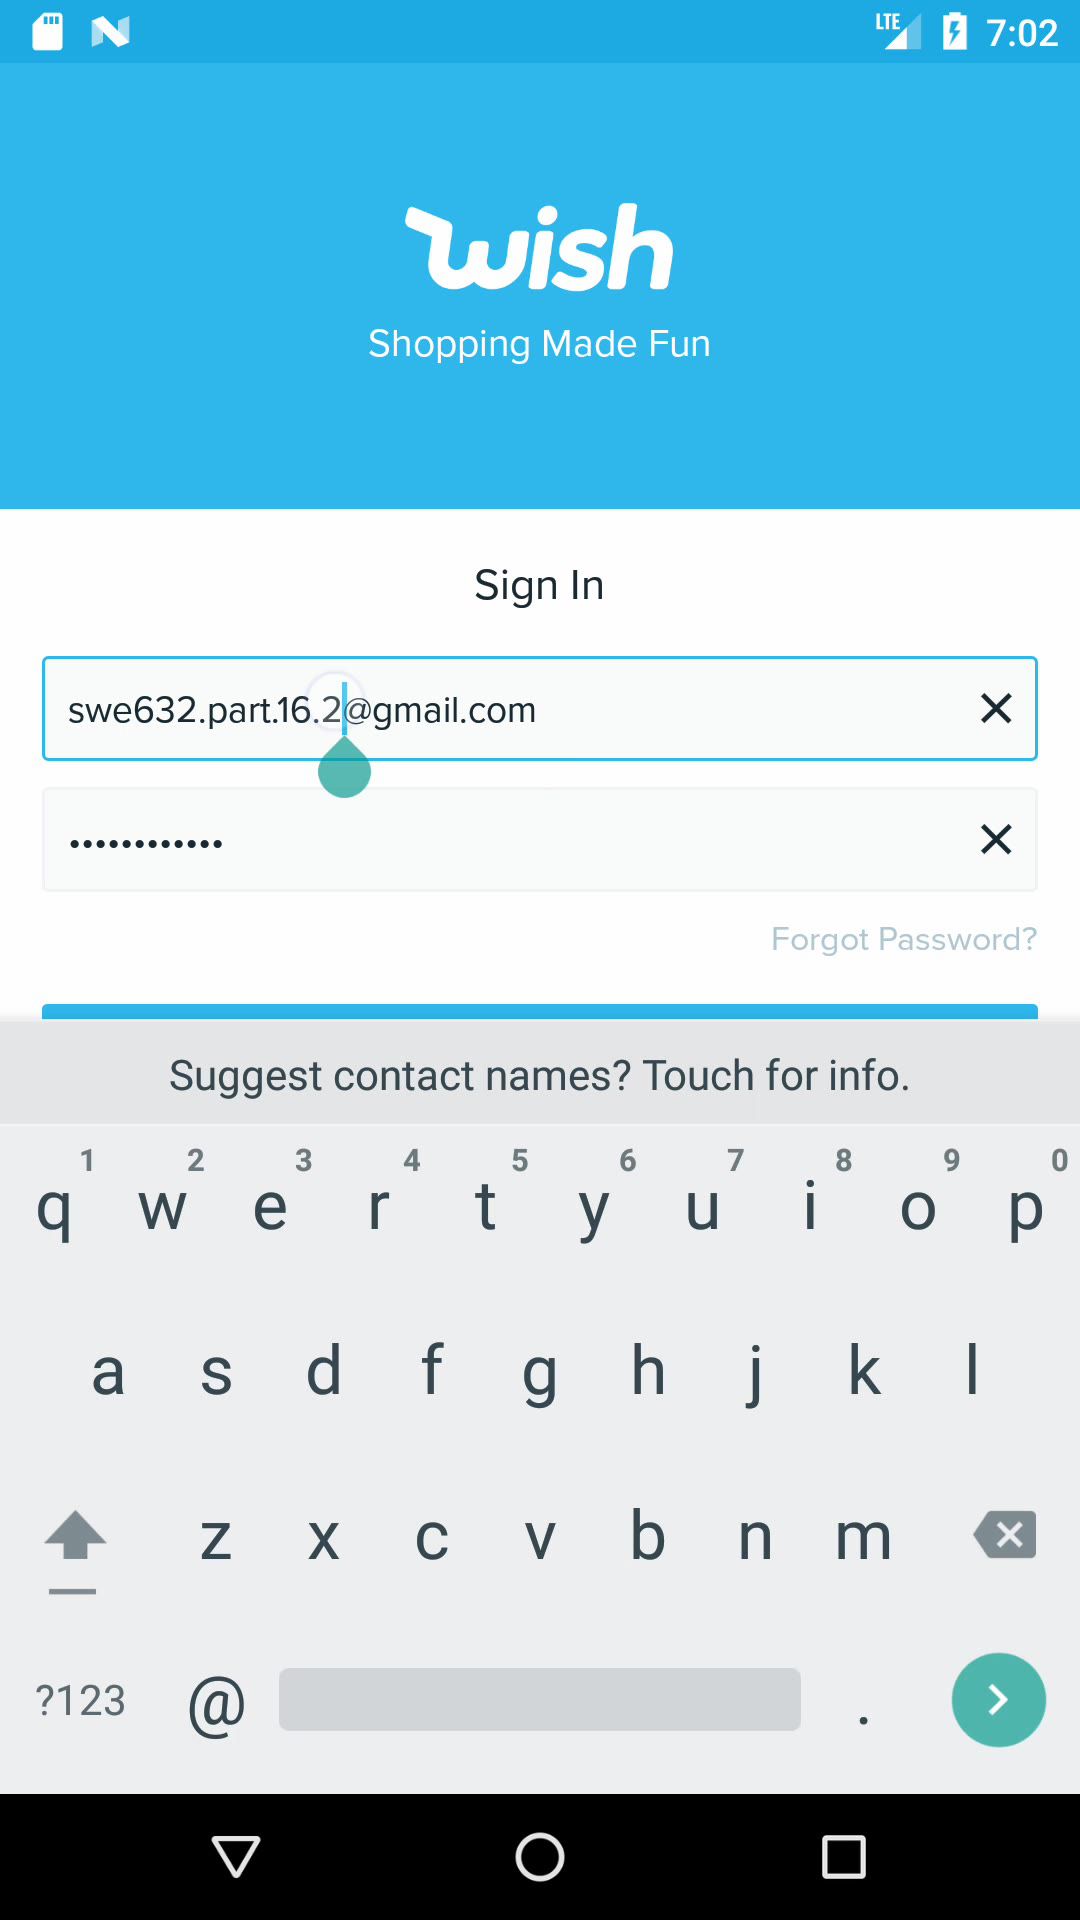 LTE 7:02
wish
Shopping Made Fun
Sign In
swe632.part.16.2@gmail.com
••••••••••••
Forgot Password?
Suggest contact names? Touch for info.
1 2 3 4 5 6 7 8 9 0
q w e r t y u i o p
a s d f g h j k l
z x c v b n m
?123 @ .